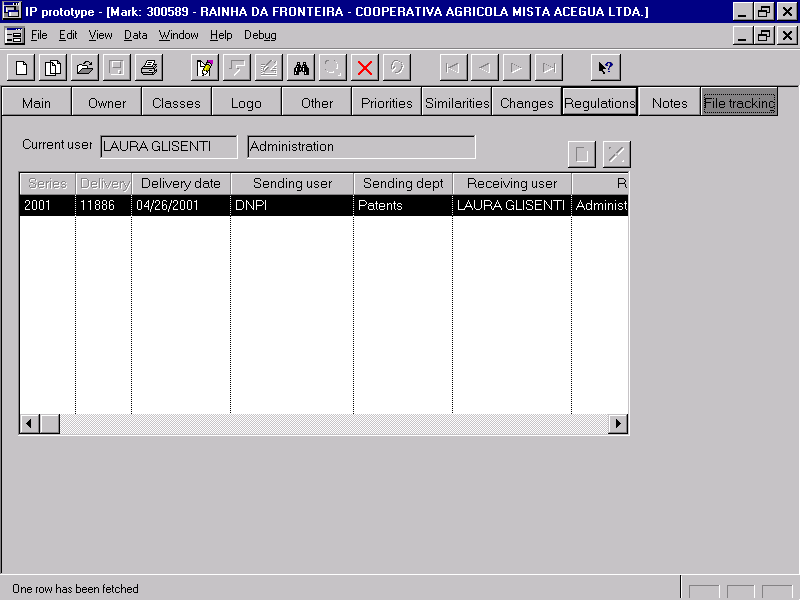 IP prototype - [Mark: 300589 - RAINHA DA FRONTEIRA - COOPERATIVA AGRICOLA MISTA ACEGUA LTDA.]
File Edit View Data Window Help Debug
Main Owner Classes Logo Other Priorities Similarities Changes Regulations Notes File tracking
Current user LAURA GLISENTI Administration
Series Delivery Delivery date Sending user Sending dept Receiving user R
2001 11886 04/26/2001 DNPI Patents LAURA GLISENTI Administ
One row has been fetched